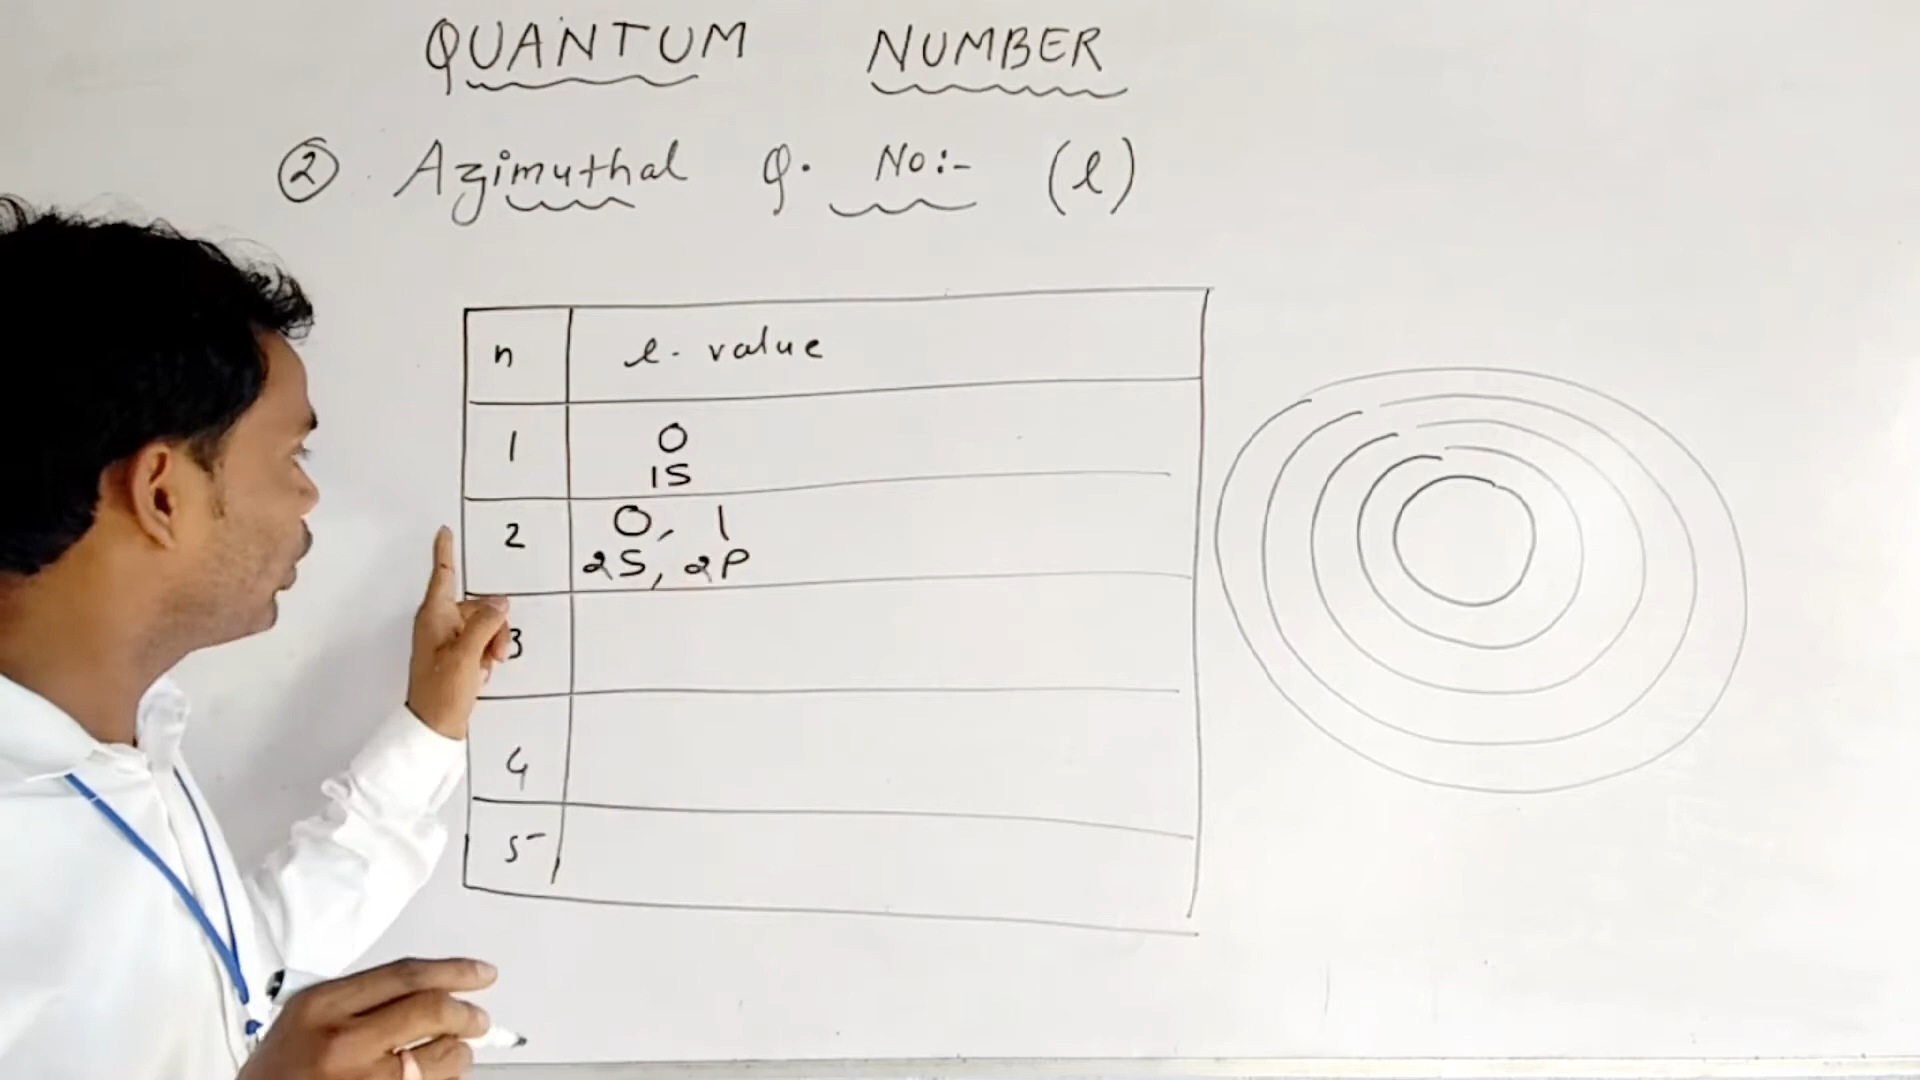 QUANTUM NUMBER
② Azimuthal Q. No:- (l)
n l. value
1 0
1S
2 0, 1
2S, 2P
3
4
5